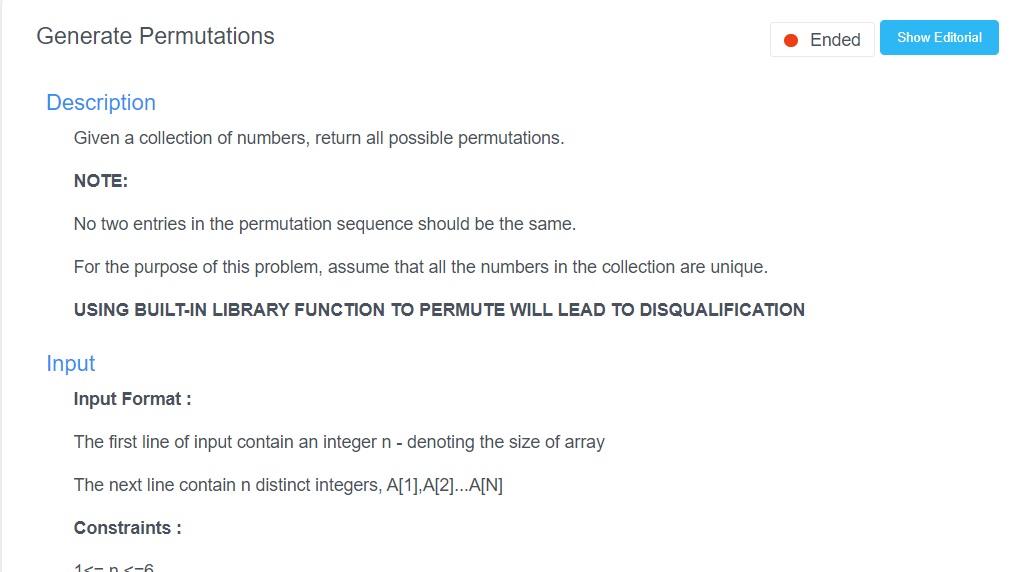 Generate Permutations
Ended
Show Editorial
Description
Given a collection of numbers, return all possible permutations.
NOTE:
No two entries in the permutation sequence should be the same.
For the purpose of this problem, assume that all the numbers in the collection are unique.
USING BUILT-IN LIBRARY FUNCTION TO PERMUTE WILL LEAD TO DISQUALIFICATION
Input
Input Format :
The first line of input contain an integer n - denoting the size of array
The next line contain n distinct integers, A[1],A[2]...A[N]
Constraints :
1<= n <=6